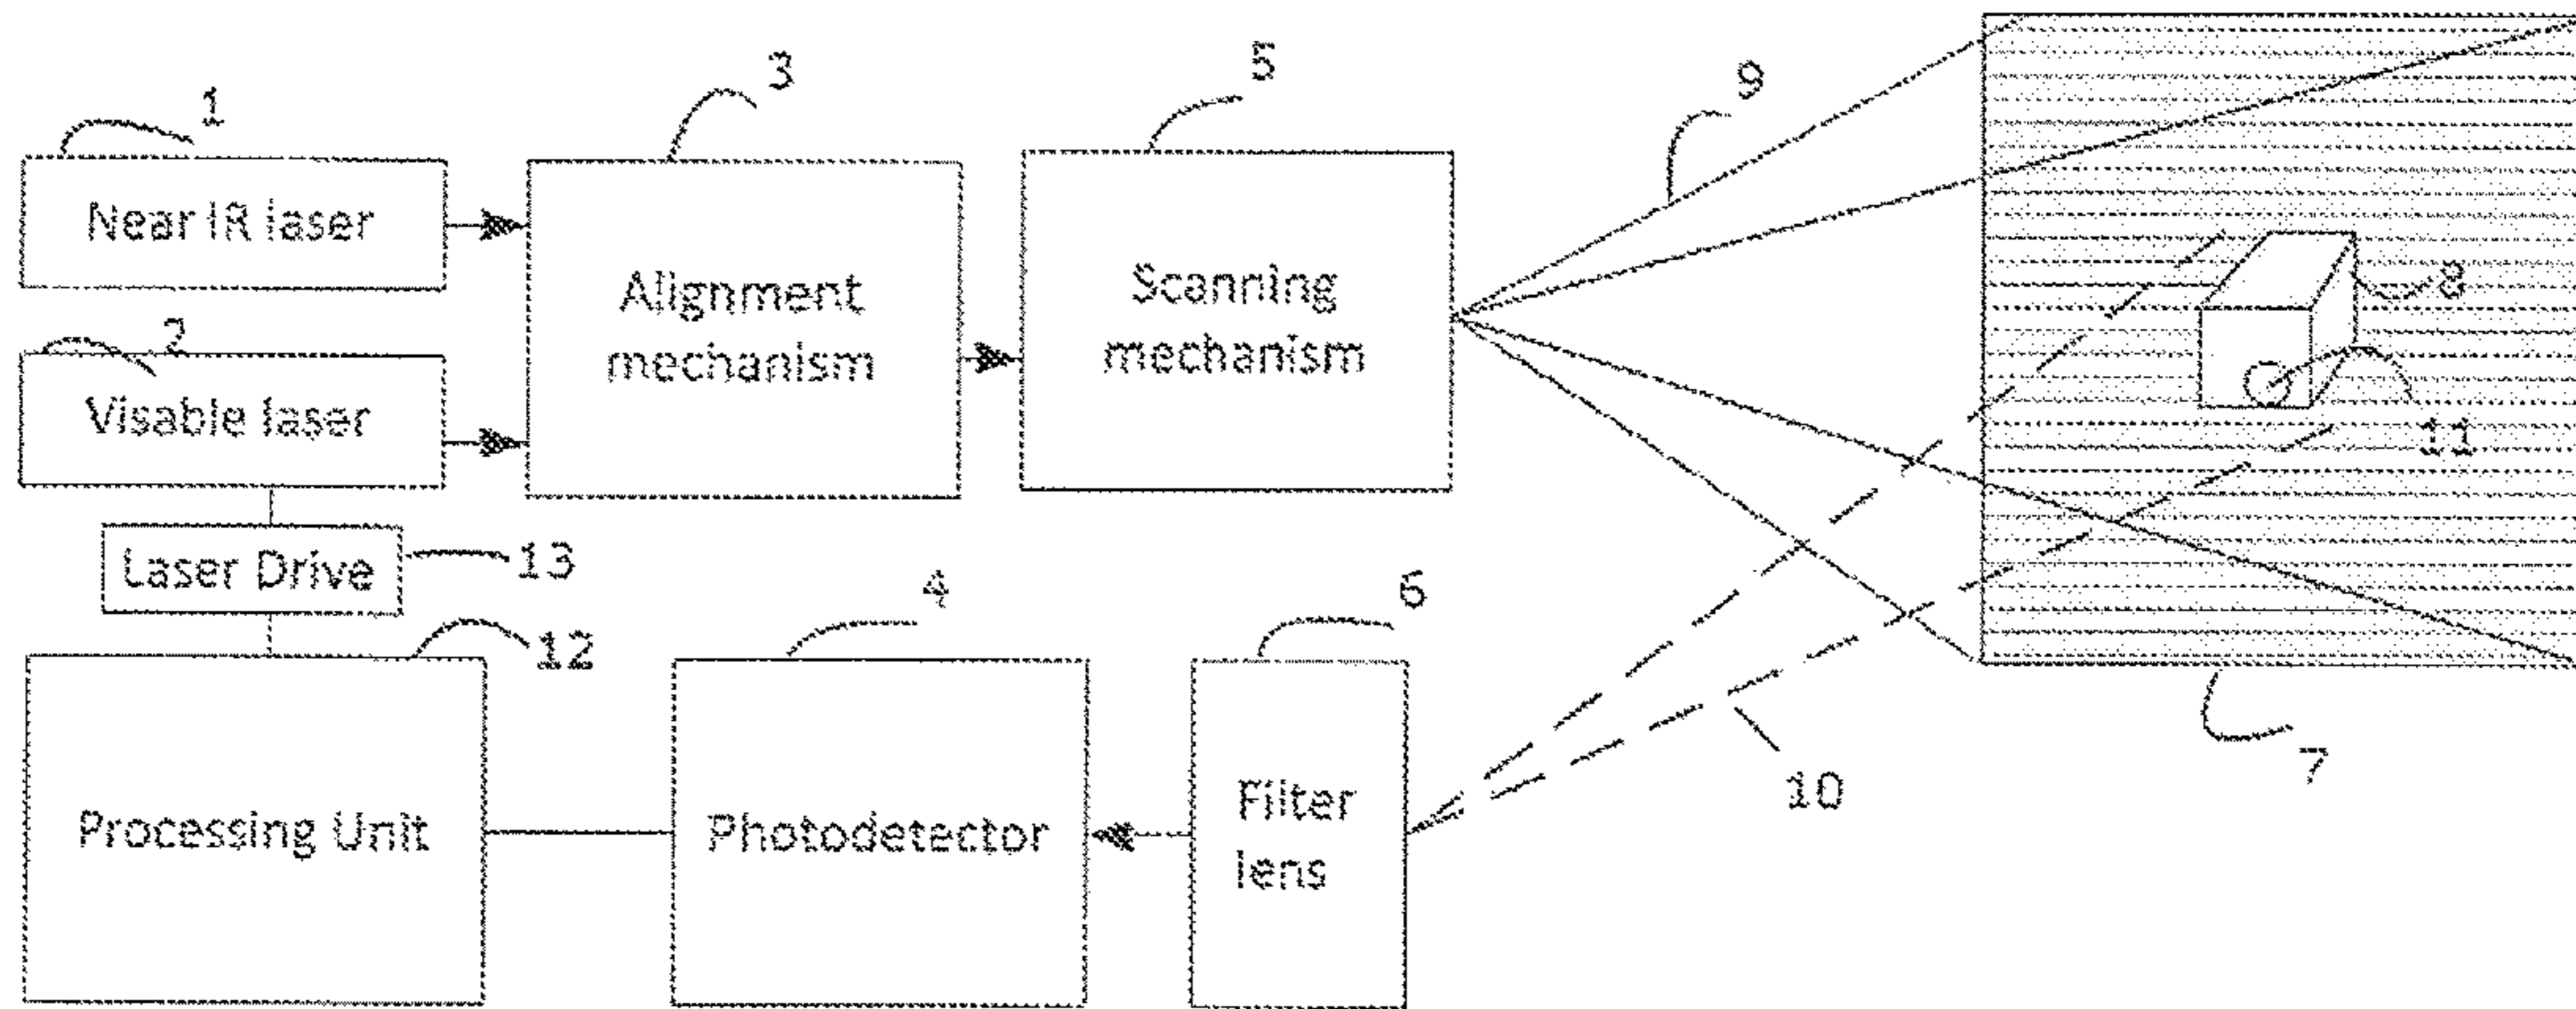 1
3
5
9
Near IR laser
Alignment
mechanism
Scanning
mechanism
8
2
Visable laser
11
Laser Drive
13
4
6
12
7
10
Processing Unit
Photodetector
Filter
lens